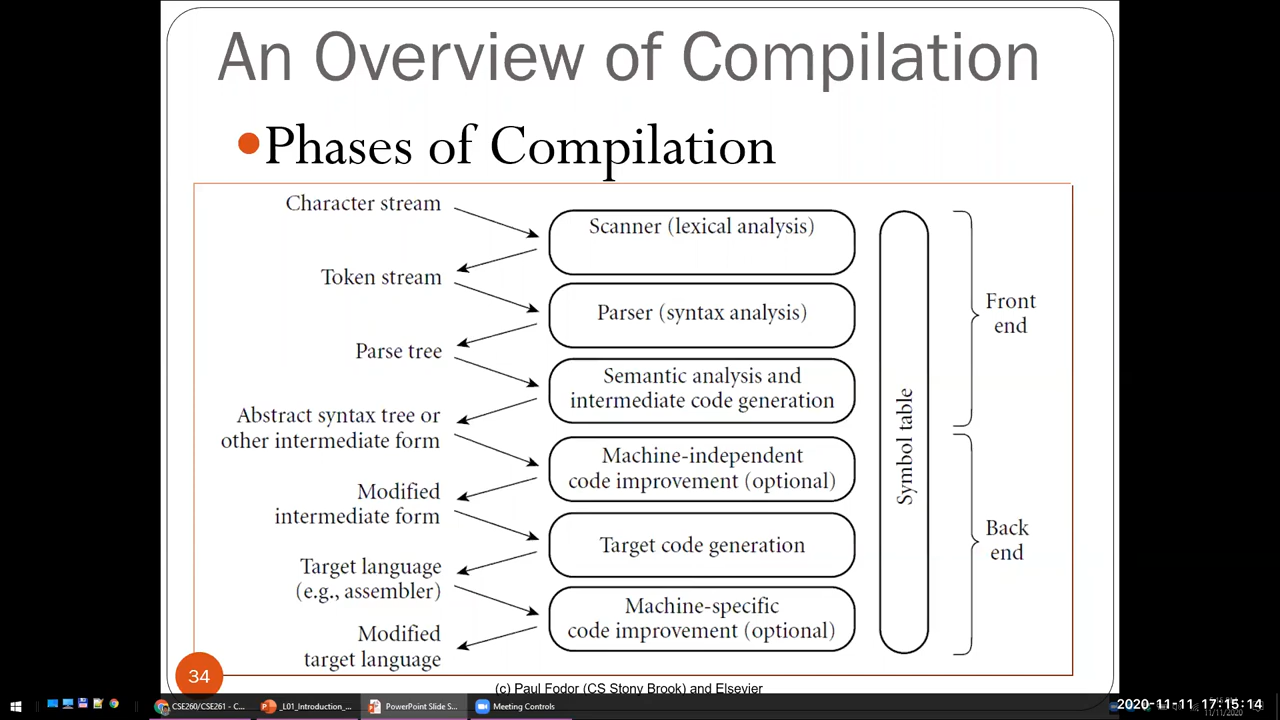 An Overview of Compilation
Phases of Compilation
Character stream
Scanner (lexical analysis)
Token stream
Parser (syntax analysis)
Parse tree
Semantic analysis and
intermediate code generation
Abstract syntax tree or
other intermediate form
Machine-independent
code improvement (optional)
Modified
intermediate form
Target code generation
Target language
(e.g., assembler)
Machine-specific
code improvement (optional)
Modified
target language
Symbol table
Front
end
Back
end
34
(c) Paul Fodor (CS Stony Brook) and Elsevier
CSE260/CSE261 - C...
_L01_Introduction_...
PowerPoint Slide S...
Meeting Controls
2020-11-11 17:15:14